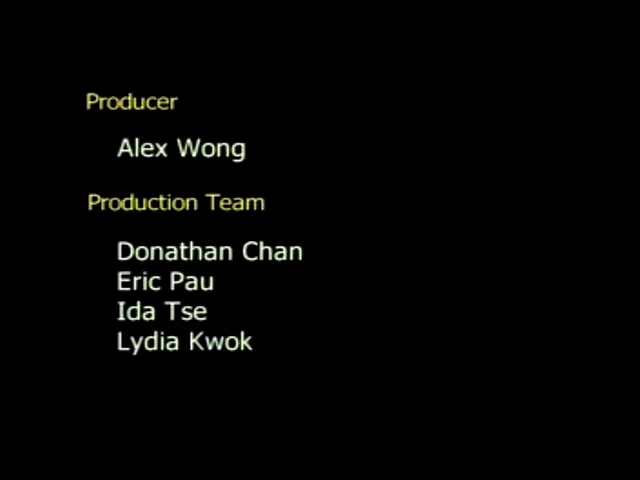 Producer
Alex Wong
Production Team
Donathan Chan
Eric Pau
Ida Tse
Lydia Kwok